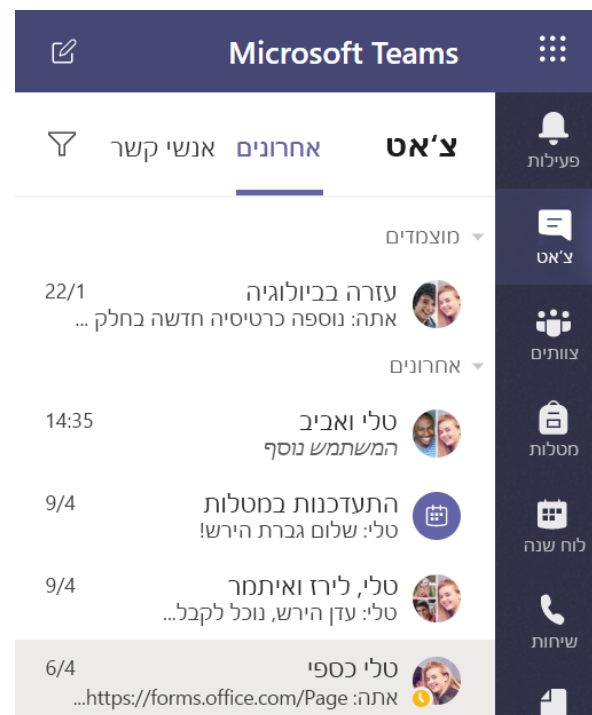 Microsoft Teams
פעילות
צ'אט
צוותים
מטלות
לוח שנה
שיחות
צ'אט
אחרונים
אנשי קשר
מוצמדים
עזרה בביולוגיה
22/1
אתה: נוספה כרטיסיה חדשה בחלק ...
אחרונים
טלי ואביב
14:35
המשתמש נוסף
התעדכנות במטלות
9/4
טלי: שלום גברת הירש!
טלי, לירז ואיתמר
9/4
טלי: עדן הירש, נוכל לקבל...
טלי כספי
6/4
אתה: https://forms.office.com/Page...